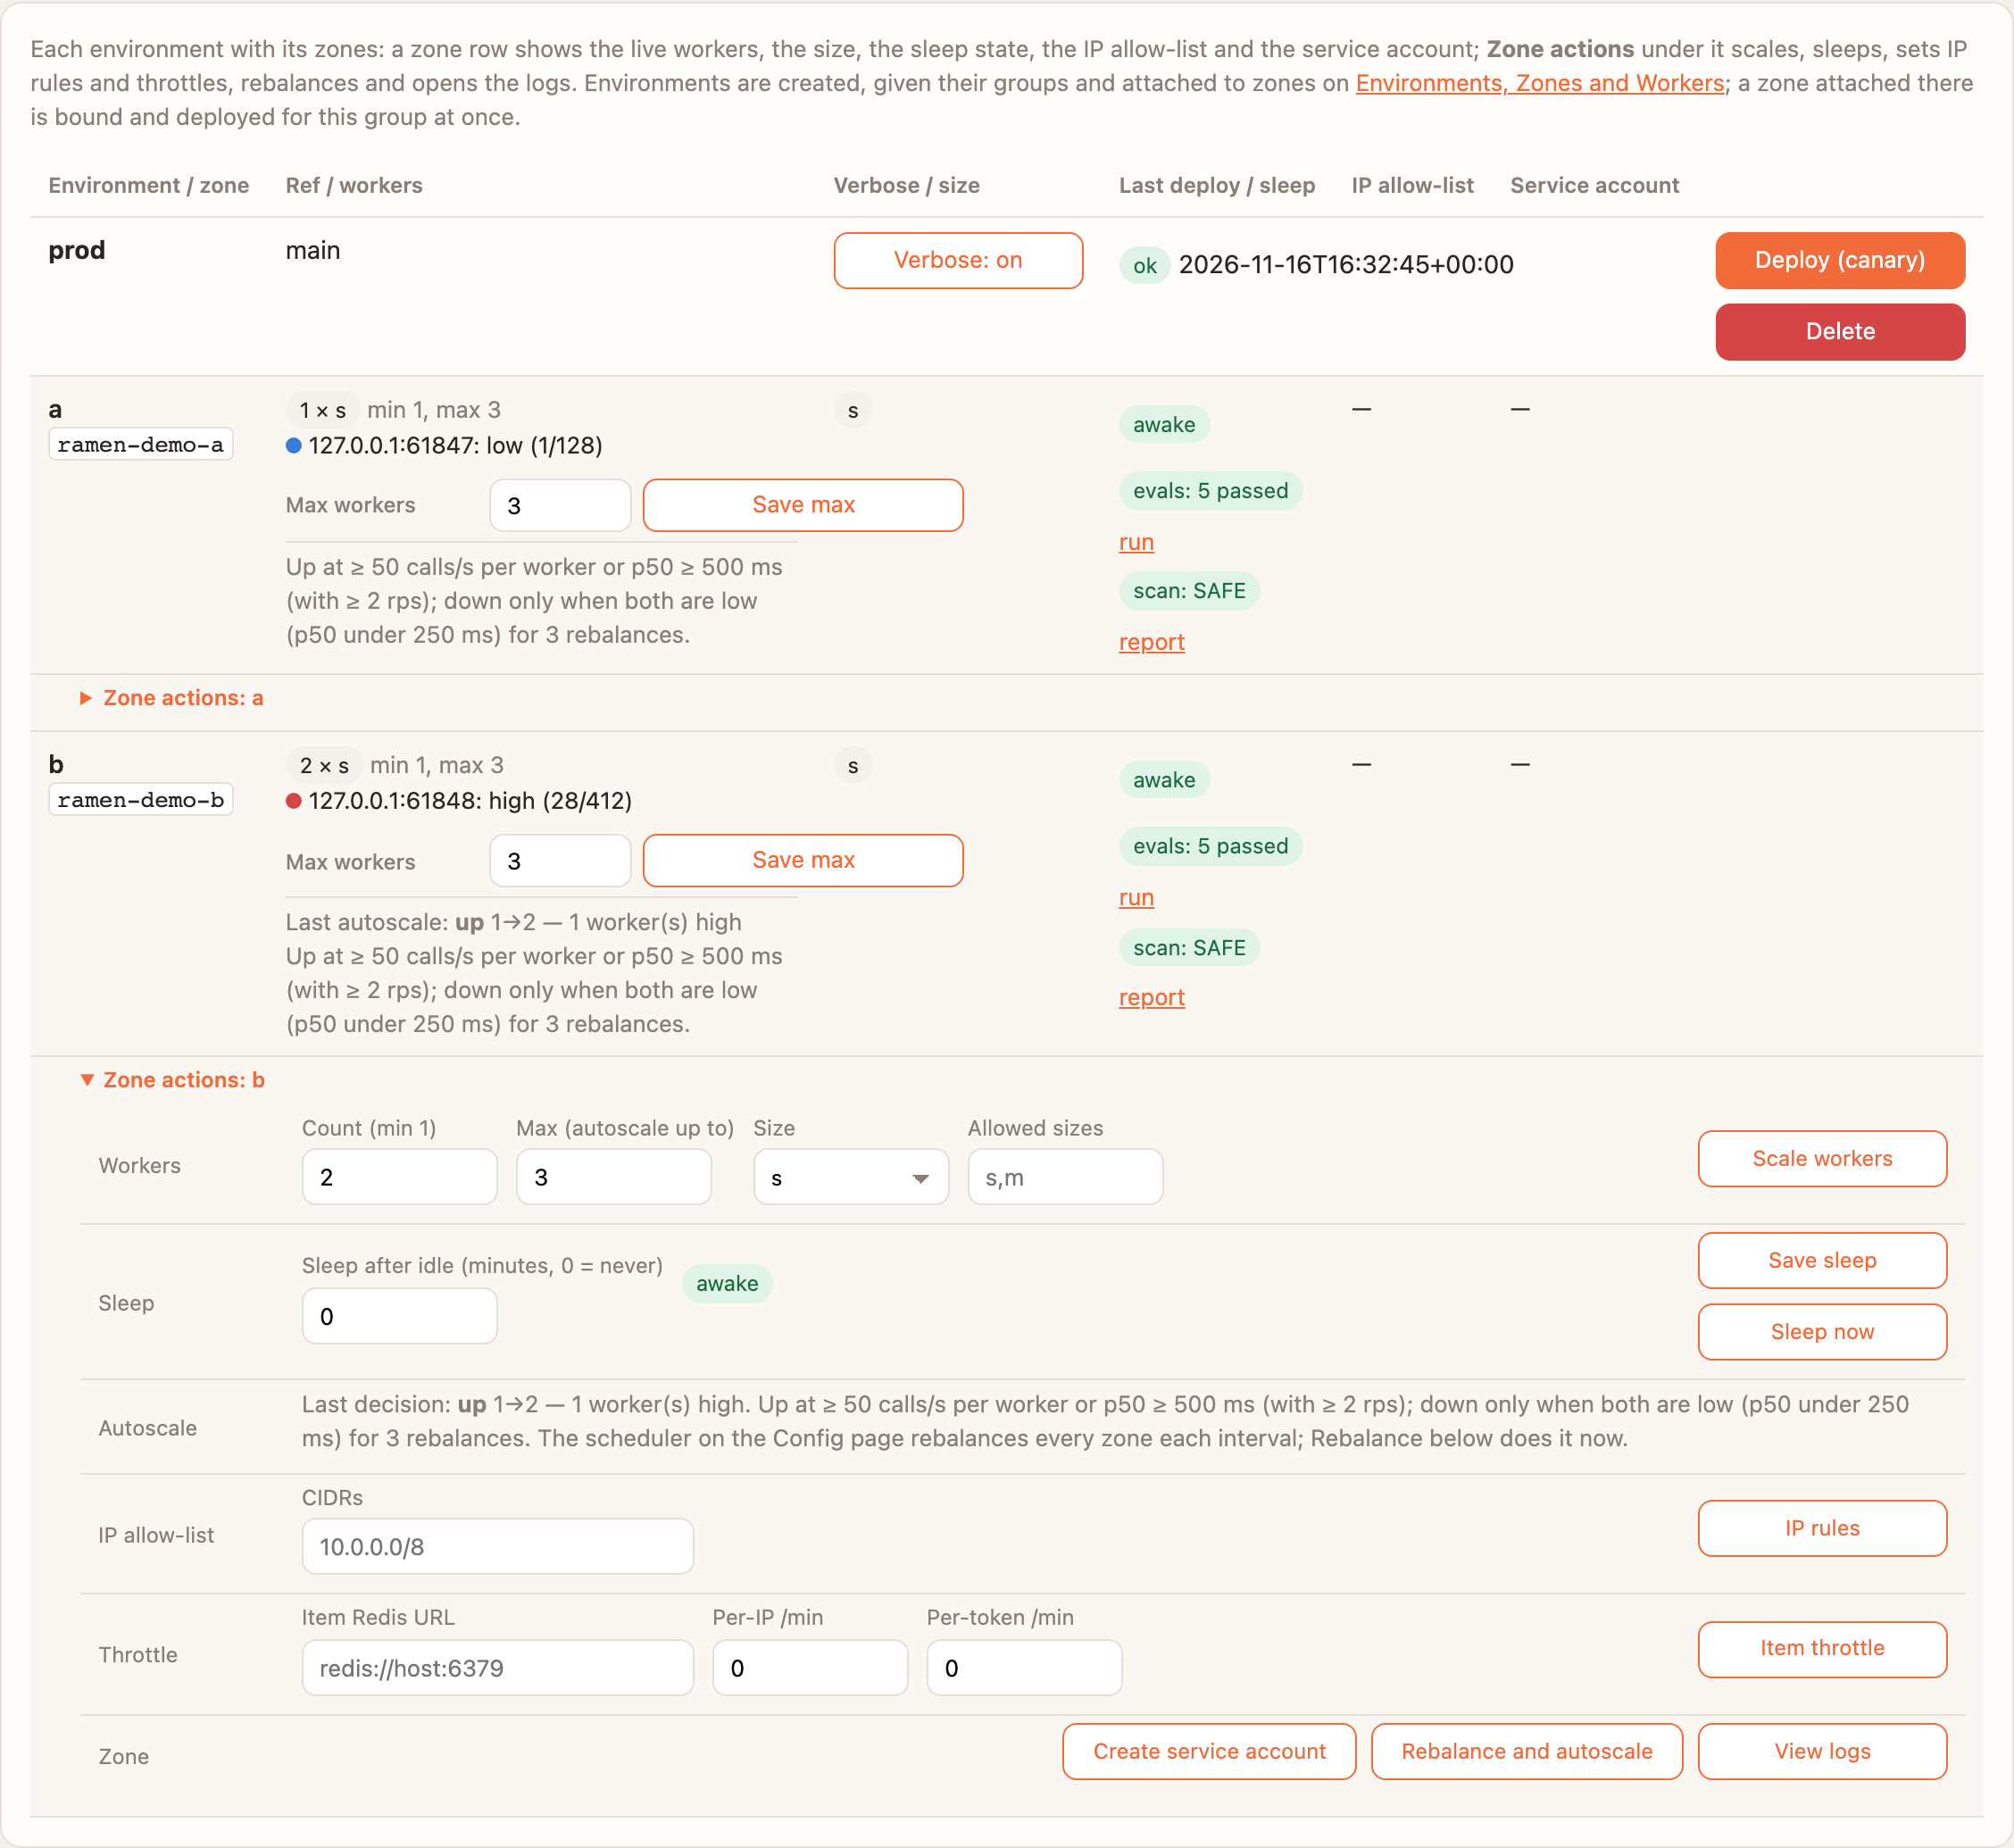 Each environment with its zones: a zone row shows the live workers, the size, the sleep state, the IP allow-list and the service account; Zone actions under it scales, sleeps, sets IP
rules and throttles, rebalances and opens the logs. Environments are created, given their groups and attached to zones on Environments, Zones and Workers; a zone attached there
is bound and deployed for this group at once.
Environment / zone Ref / workers Verbose / size Last deploy / sleep IP allow-list Service account
prod main Verbose: on ok 2026-11-16T16:32:45+00:00 Deploy (canary)
Delete
a 1 × s min 1, max 3 s awake — —
ramen-demo-a 127.0.0.1:61847: low (1/128)
Max workers 3 Save max evals: 5 passed
run
Up at ≥ 50 calls/s per worker or p50 ≥ 500 ms
(with ≥ 2 rps); down only when both are low scan: SAFE
(p50 under 250 ms) for 3 rebalances. report
▶ Zone actions: a
b 2 × s min 1, max 3 s awake — —
ramen-demo-b 127.0.0.1:61848: high (28/412)
Max workers 3 Save max evals: 5 passed
run
Last autoscale: up 1→2 — 1 worker(s) high
Up at ≥ 50 calls/s per worker or p50 ≥ 500 ms scan: SAFE
(with ≥ 2 rps); down only when both are low report
(p50 under 250 ms) for 3 rebalances.
▼ Zone actions: b
Count (min 1) Max (autoscale up to) Size Allowed sizes
Workers 2 3 s s,m Scale workers
Sleep after idle (minutes, 0 = never) awake Save sleep
Sleep 0 Sleep now
Autoscale Last decision: up 1→2 — 1 worker(s) high. Up at ≥ 50 calls/s per worker or p50 ≥ 500 ms (with ≥ 2 rps); down only when both are low (p50 under 250
ms) for 3 rebalances. The scheduler on the Config page rebalances every zone each interval; Rebalance below does it now.
CIDRs
IP allow-list 10.0.0.0/8 IP rules
Item Redis URL Per-IP /min Per-token /min
Throttle redis://host:6379 0 0 Item throttle
Zone Create service account Rebalance and autoscale View logs